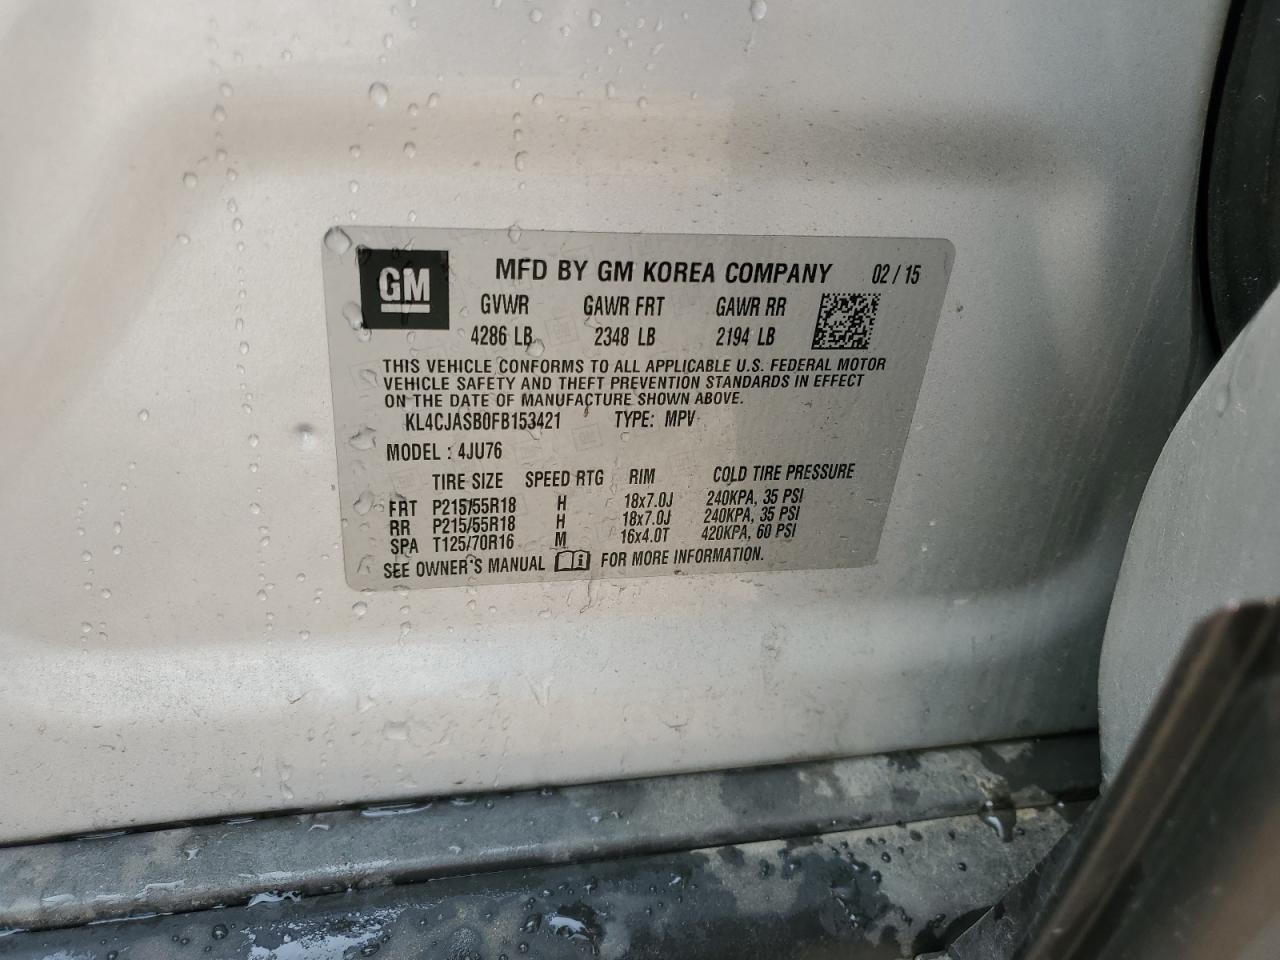 GM
MFD BY GM KOREA COMPANY 02 / 15
GVWR GAWR FRT GAWR RR
4286 LB 2348 LB 2194 LB
THIS VEHICLE CONFORMS TO ALL APPLICABLE U.S. FEDERAL MOTOR
VEHICLE SAFETY AND THEFT PREVENTION STANDARDS IN EFFECT
ON THE DATE OF MANUFACTURE SHOWN ABOVE.
KL4CJASB0FB153421 TYPE: MPV
MODEL : 4JU76
TIRE SIZE SPEED RTG RIM COLD TIRE PRESSURE
FRT P215/55R18 H 18x7.0J 240KPA, 35 PSI
RR P215/55R18 H 18x7.0J 240KPA, 35 PSI
SPA T125/70R16 M 16x4.0T 420KPA, 60 PSI
SEE OWNER'S MANUAL i FOR MORE INFORMATION.